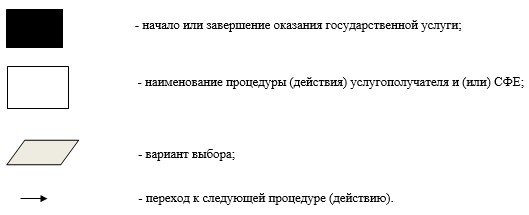 - начало или завершение оказания государственной услуги;
- наименование процедуры (действия) услугополучателя и (или) СФЕ;
- вариант выбора;
- переход к следующей процедуре (действию).